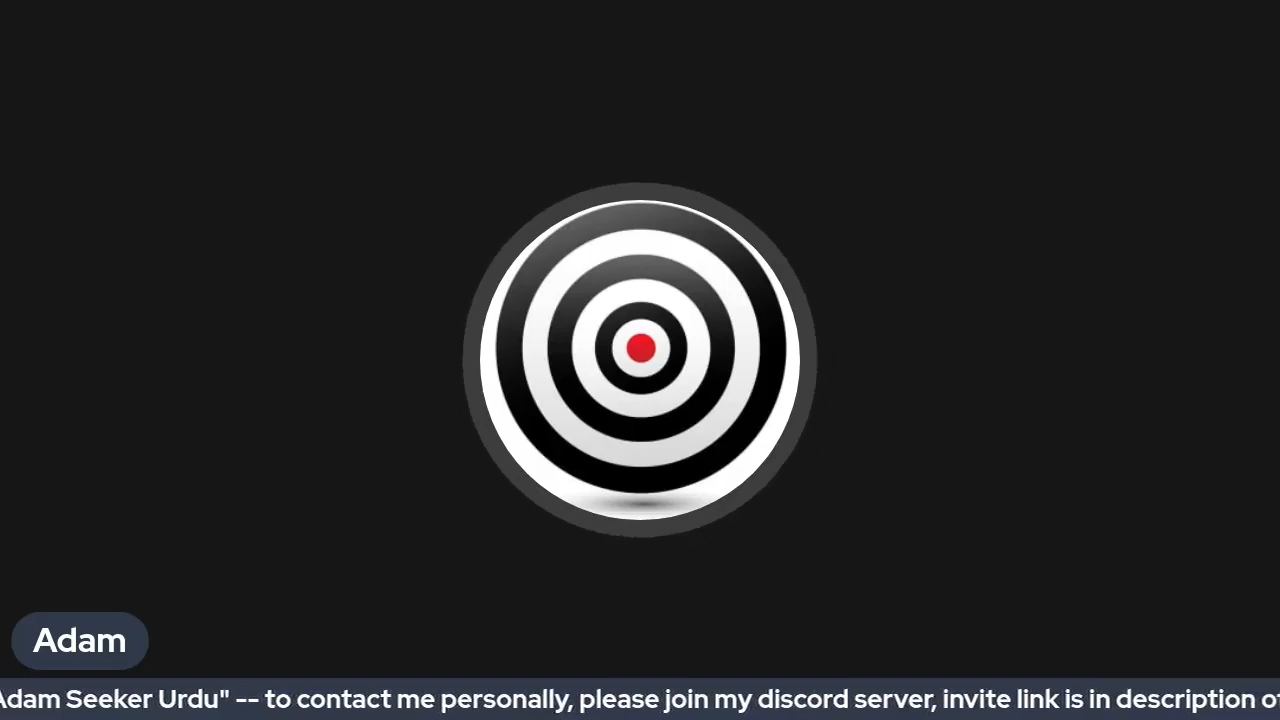 Adam
Adam Seeker Urdu" -- to contact me personally, please join my discord server, invite link is in description of